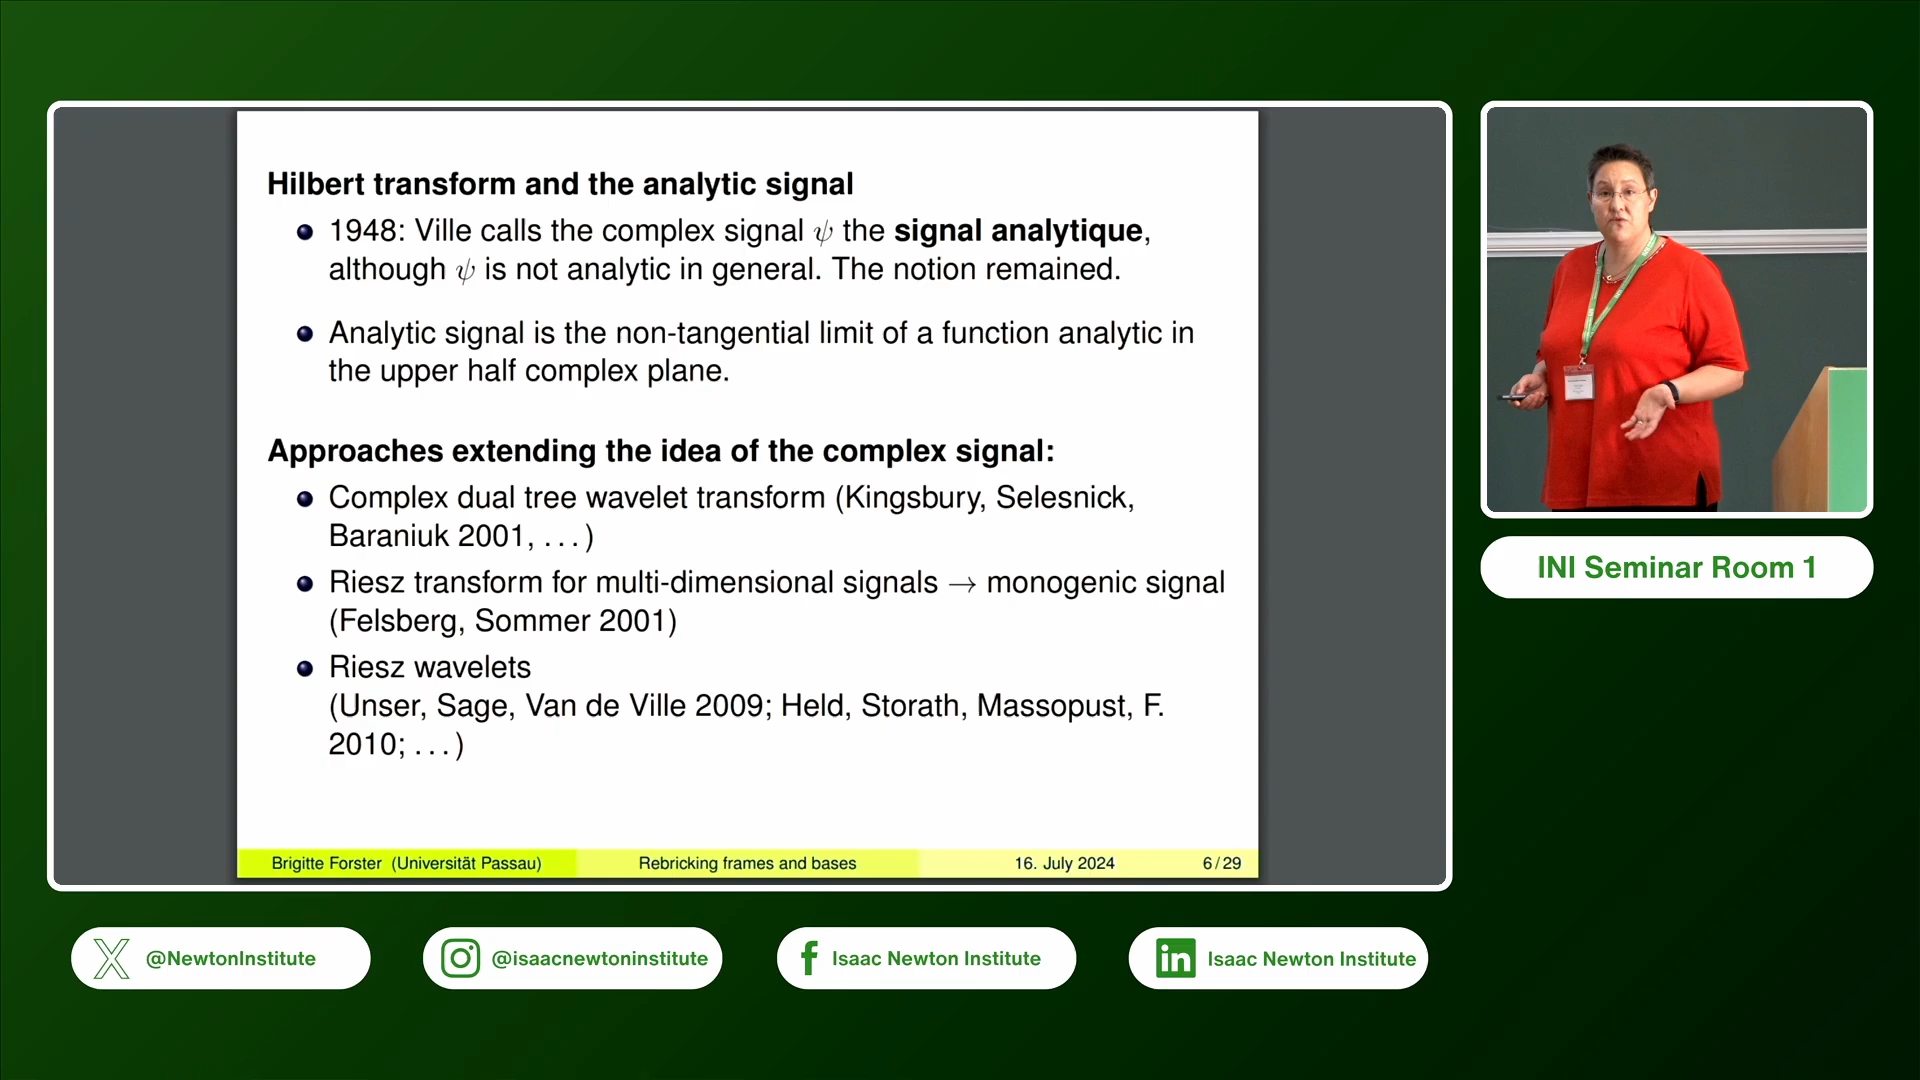 Hilbert transform and the analytic signal
1948: Ville calls the complex signal ψ the signal analytique,
although ψ is not analytic in general. The notion remained.
Analytic signal is the non-tangential limit of a function analytic in
the upper half complex plane.
Approaches extending the idea of the complex signal:
Complex dual tree wavelet transform (Kingsbury, Selesnick,
Baraniuk 2001, ...)
Riesz transform for multi-dimensional signals → monogenic signal
(Felsberg, Sommer 2001)
Riesz wavelets
(Unser, Sage, Van de Ville 2009; Held, Storath, Massopust, F.
2010; ...)
Brigitte Forster (Universität Passau) Rebricking frames and bases 16. July 2024 6/29
INI Seminar Room 1
@NewtonInstitute @isaacnewtoninstitute Isaac Newton Institute Isaac Newton Institute